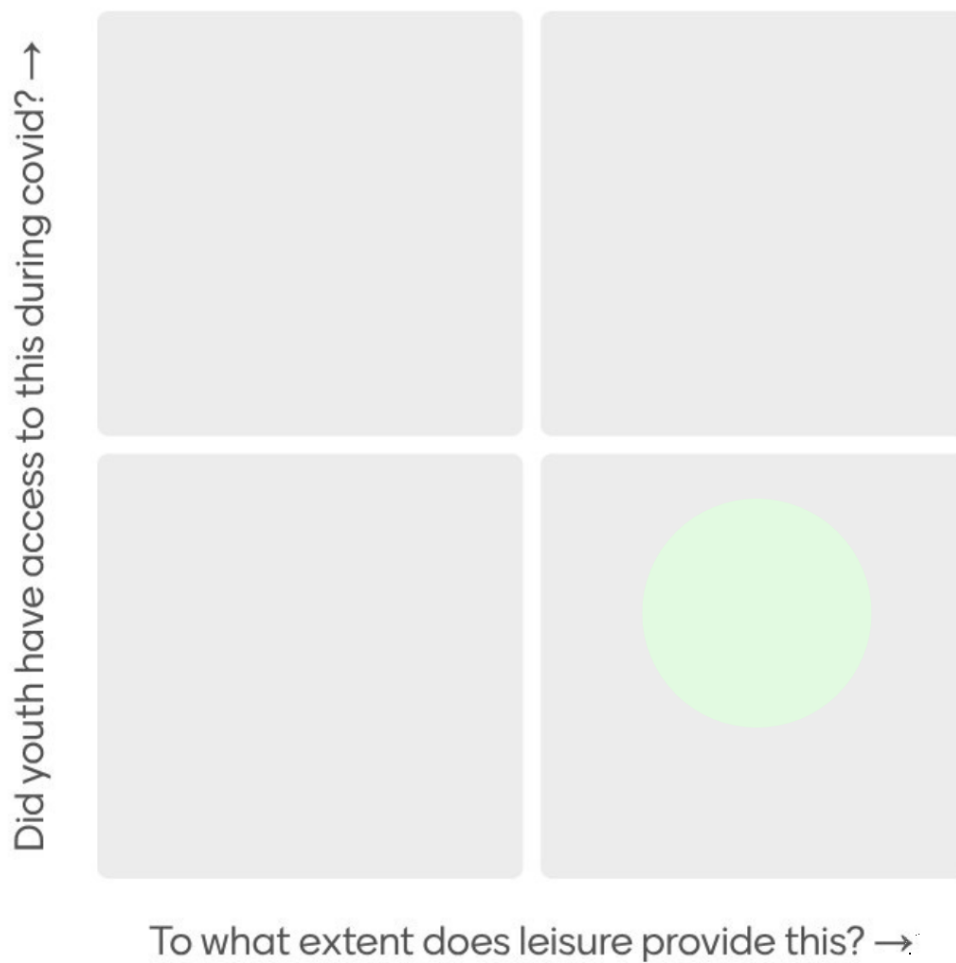 Did youth have access to this during covid? →
To what extent does leisure provide this? →